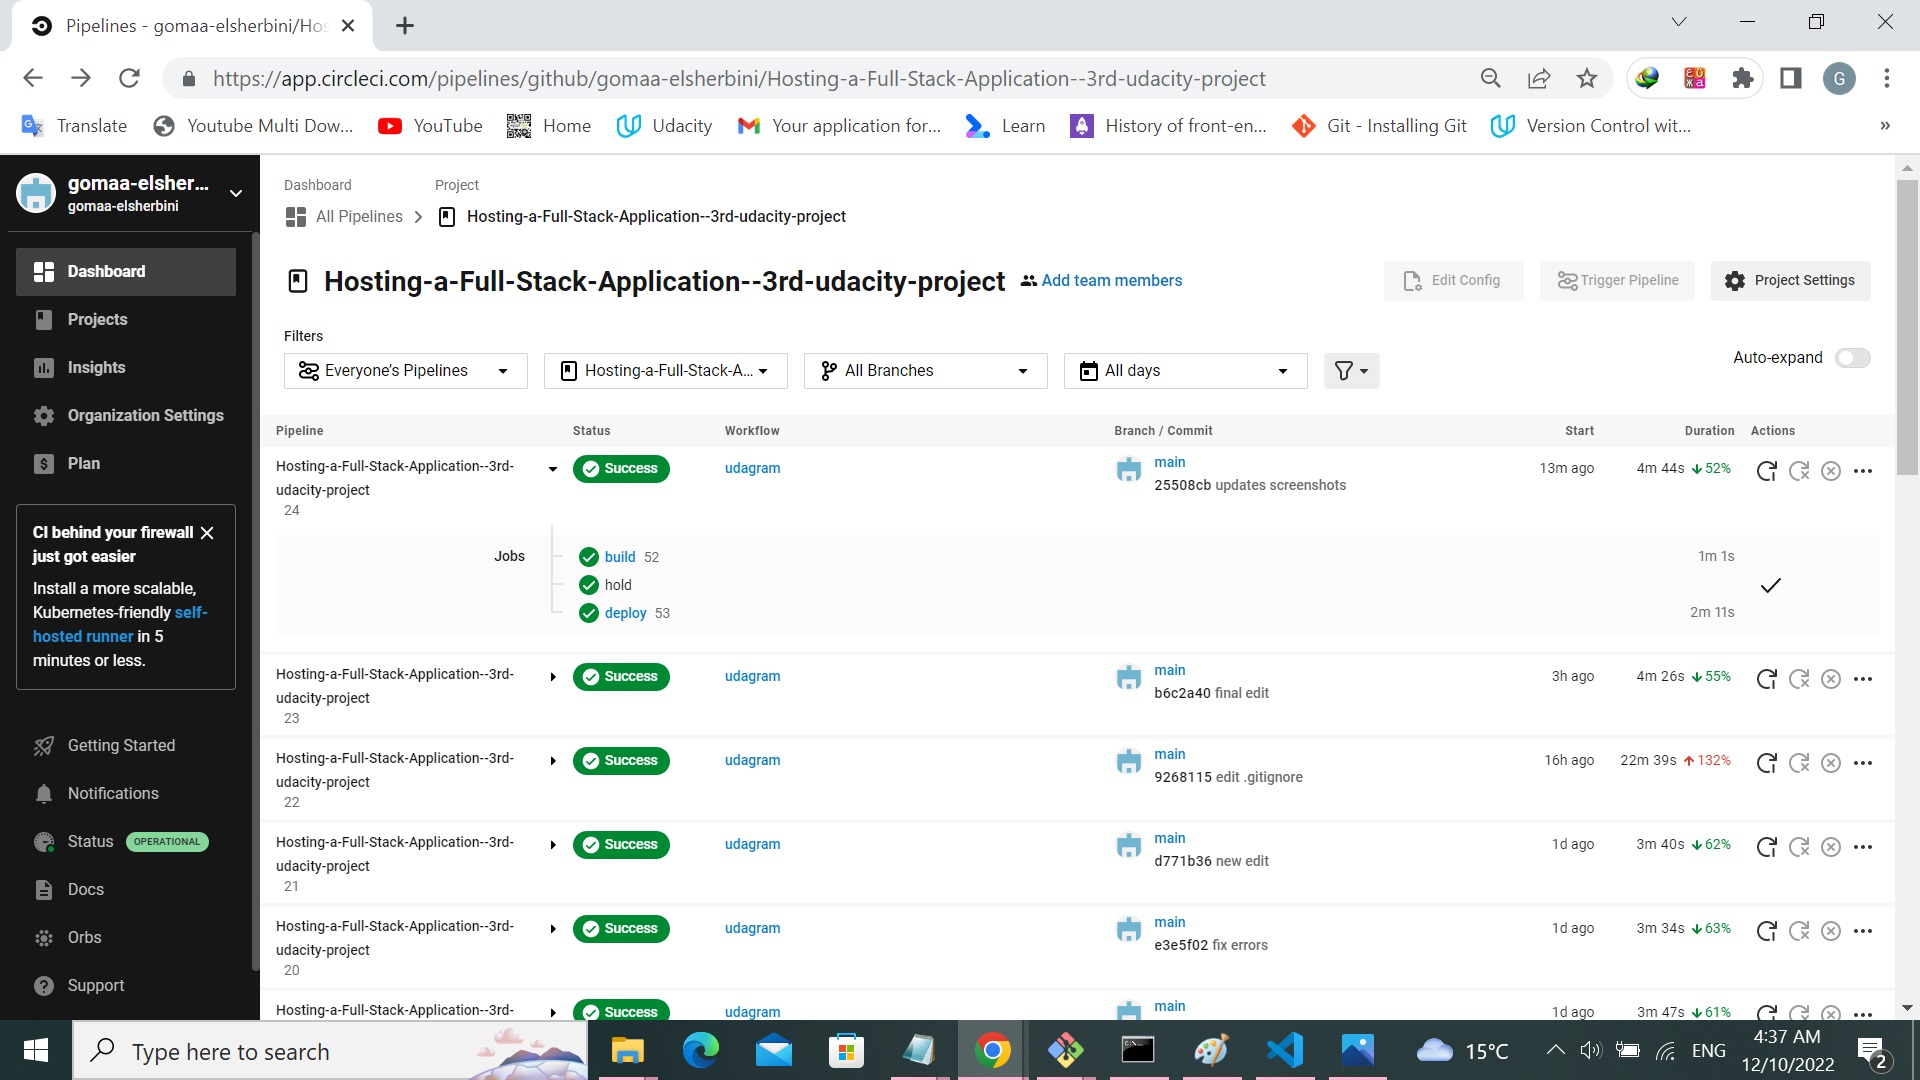 Pipelines - gomaa-elsherbini/Hos
https://app.circleci.com/pipelines/github/gomaa-elsherbini/Hosting-a-Full-Stack-Application--3rd-udacity-project
G
Translate
Youtube Multi Dow...
YouTube
Home
Udacity
Your application for...
Learn
History of front-en...
Git - Installing Git
Version Control wit...
»
gomaa-elsher...
gomaa-elsherbini
Dashboard
Projects
Insights
Organization Settings
Plan
CI behind your firewall
just got easier
Install a more scalable,
Kubernetes-friendly self-
hosted runner in 5
minutes or less.
Getting Started
Notifications
Status OPERATIONAL
Docs
Orbs
Support
Dashboard Project
All Pipelines Hosting-a-Full-Stack-Application--3rd-udacity-project
Hosting-a-Full-Stack-Application--3rd-udacity-project Add team members
Edit Config Trigger Pipeline Project Settings
Filters
Everyone’s Pipelines Hosting-a-Full-Stack-A... All Branches All days
Auto-expand
Pipeline Status Workflow Branch / Commit Start Duration Actions
Hosting-a-Full-Stack-Application--3rd-
udacity-project
24
Success udagram main 13m ago 4m 44s 52%
25508cb updates screenshots
Jobs build 52 1m 1s
hold
deploy 53 2m 11s
Hosting-a-Full-Stack-Application--3rd-
udacity-project
23
Success udagram main 3h ago 4m 26s 55%
b6c2a40 final edit
Hosting-a-Full-Stack-Application--3rd-
udacity-project
22
Success udagram main 16h ago 22m 39s 132%
9268115 edit .gitignore
Hosting-a-Full-Stack-Application--3rd-
udacity-project
21
Success udagram main 1d ago 3m 40s 62%
d771b36 new edit
Hosting-a-Full-Stack-Application--3rd-
udacity-project
20
Success udagram main 1d ago 3m 34s 63%
e3e5f02 fix errors
Hosting-a-Full-Stack-Application--3rd-
Success udagram main 1d ago 3m 47s 61%
Type here to search
15°C
ENG
4:37 AM
12/10/2022
2